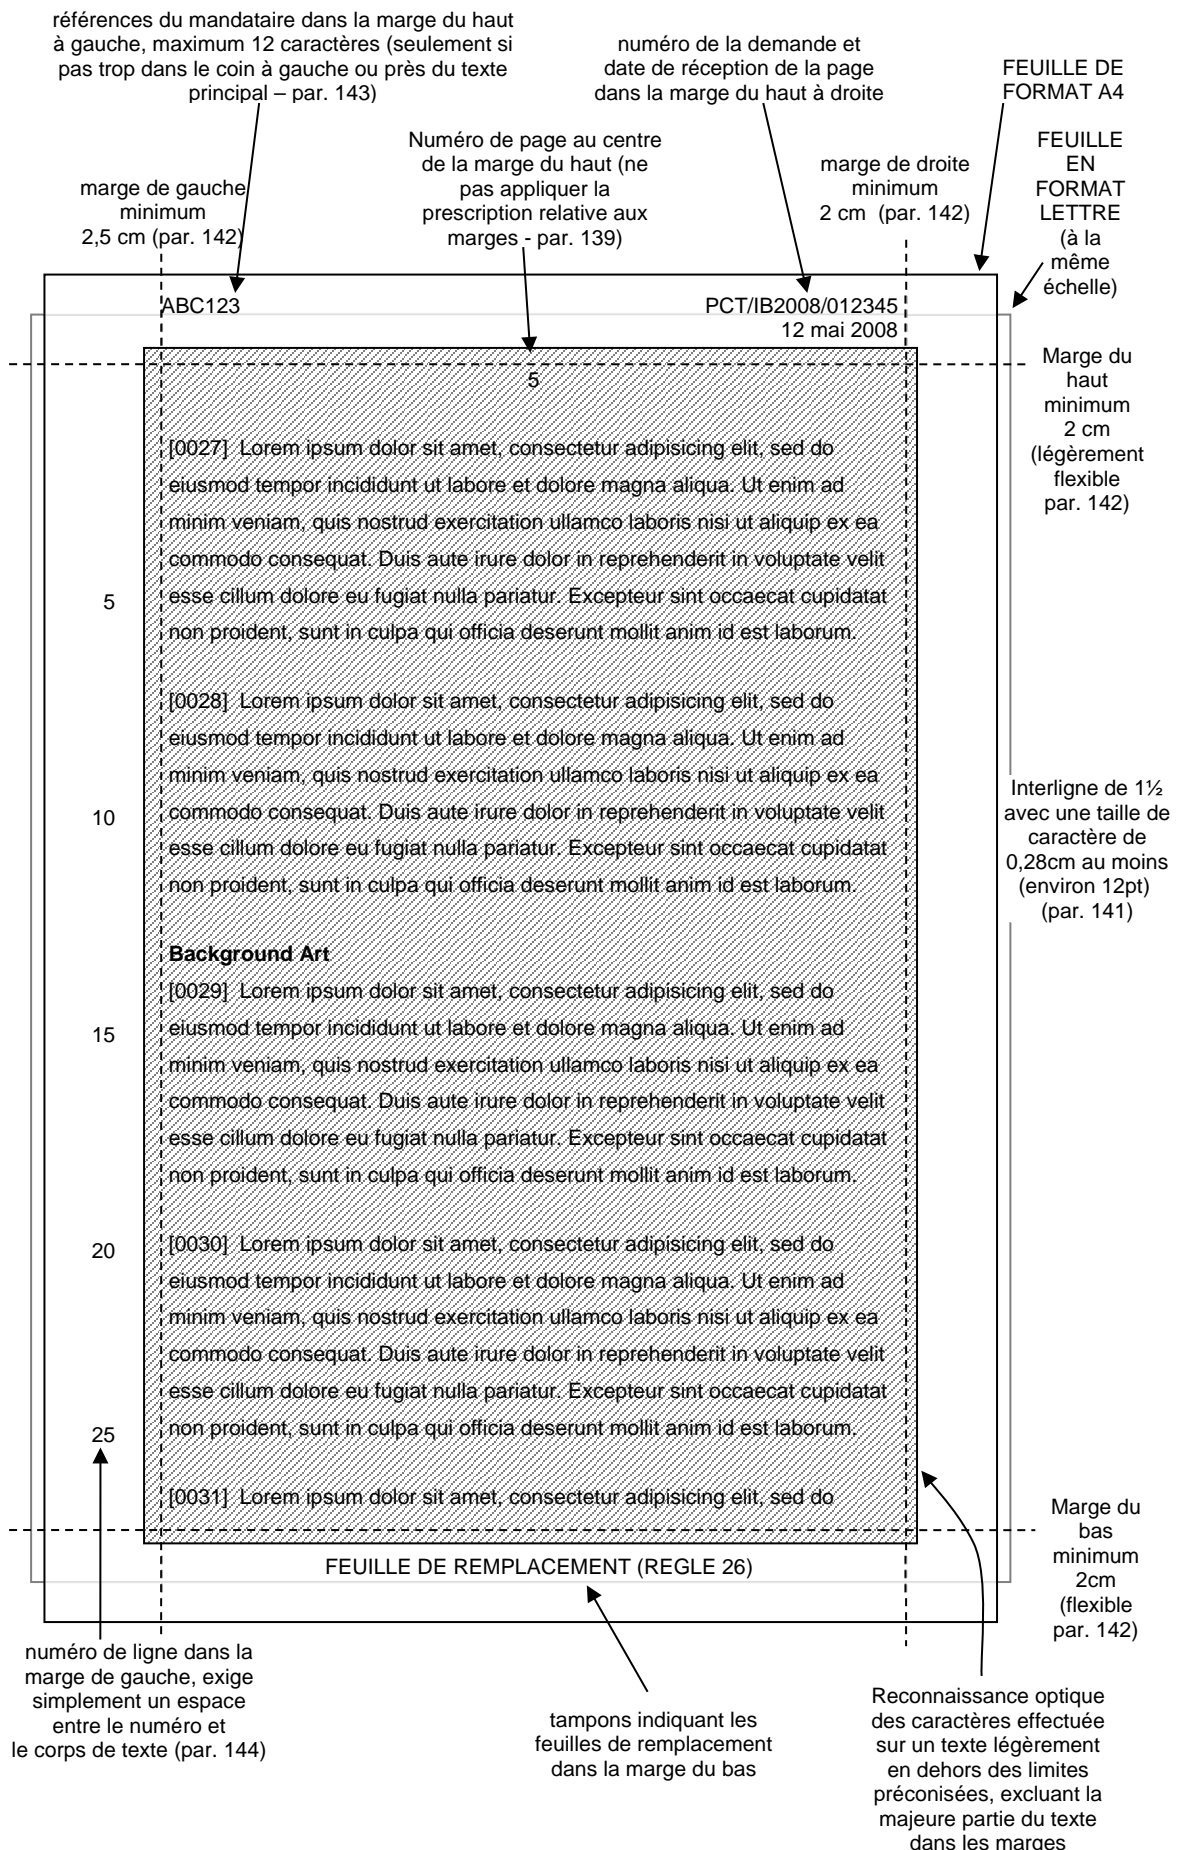 références du mandataire dans la marge du haut
à gauche, maximum 12 caractères (seulement si
pas trop dans le coin à gauche ou près du texte
principal – par. 143)
numéro de la demande et
date de réception de la page
dans la marge du haut à droite
FEUILLE DE
FORMAT A4
Numéro de page au centre
de la marge du haut (ne
pas appliquer la
prescription relative aux
marges - par. 139)
marge de droite
minimum
2 cm (par. 142)
FEUILLE
EN
FORMAT
LETTRE
(à la
même
échelle)
marge de gauche
minimum
2,5 cm (par. 142)
ABC123
PCT/IB2008/012345
12 mai 2008
Marge du
haut
minimum
2 cm
(légèrement
flexible
par. 142)
5
[0027] Lorem ipsum dolor sit amet, consectetur adipisicing elit, sed do
eiusmod tempor incididunt ut labore et dolore magna aliqua. Ut enim ad
minim veniam, quis nostrud exercitation ullamco laboris nisi ut aliquip ex ea
commodo consequat. Duis aute irure dolor in reprehenderit in voluptate velit
5 esse cillum dolore eu fugiat nulla pariatur. Excepteur sint occaecat cupidatat
non proident, sunt in culpa qui officia deserunt mollit anim id est laborum.
[0028] Lorem ipsum dolor sit amet, consectetur adipisicing elit, sed do
eiusmod tempor incididunt ut labore et dolore magna aliqua. Ut enim ad
minim veniam, quis nostrud exercitation ullamco laboris nisi ut aliquip ex ea
10 commodo consequat. Duis aute irure dolor in reprehenderit in voluptate velit
esse cillum dolore eu fugiat nulla pariatur. Excepteur sint occaecat cupidatat
non proident, sunt in culpa qui officia deserunt mollit anim id est laborum.
Interligne de 1½
avec une taille de
caractère de
0,28cm au moins
(environ 12pt)
(par. 141)
Background Art
[0029] Lorem ipsum dolor sit amet, consectetur adipisicing elit, sed do
15 eiusmod tempor incididunt ut labore et dolore magna aliqua. Ut enim ad
minim veniam, quis nostrud exercitation ullamco laboris nisi ut aliquip ex ea
commodo consequat. Duis aute irure dolor in reprehenderit in voluptate velit
esse cillum dolore eu fugiat nulla pariatur. Excepteur sint occaecat cupidatat
non proident, sunt in culpa qui officia deserunt mollit anim id est laborum.
20 [0030] Lorem ipsum dolor sit amet, consectetur adipisicing elit, sed do
eiusmod tempor incididunt ut labore et dolore magna aliqua. Ut enim ad
minim veniam, quis nostrud exercitation ullamco laboris nisi ut aliquip ex ea
commodo consequat. Duis aute irure dolor in reprehenderit in voluptate velit
esse cillum dolore eu fugiat nulla pariatur. Excepteur sint occaecat cupidatat
25 non proident, sunt in culpa qui officia deserunt mollit anim id est laborum.
[0031] Lorem ipsum dolor sit amet, consectetur adipisicing elit, sed do
Marge du
bas
minimum
2cm
(flexible
par. 142)
FEUILLE DE REMPLACEMENT (REGLE 26)
numéro de ligne dans la
marge de gauche, exige
simplement un espace
entre le numéro et
le corps de texte (par. 144)
tampons indiquant les
feuilles de remplacement
dans la marge du bas
Reconnaissance optique
des caractères effectuée
sur un texte légèrement
en dehors des limites
préconisées, excluant la
majeure partie du texte
dans les marges